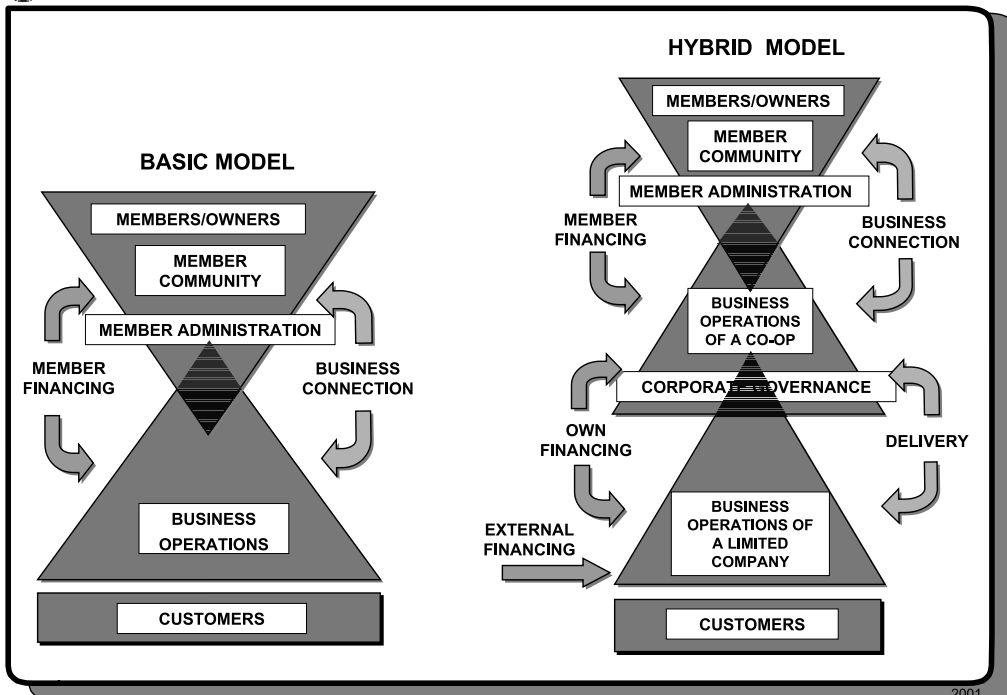 BASIC MODEL
MEMBERS/OWNERS
MEMBER
COMMUNITY
MEMBER ADMINISTRATION
MEMBER
FINANCING
BUSINESS
CONNECTION
BUSINESS
OPERATIONS
CUSTOMERS
HYBRID MODEL
MEMBERS/OWNERS
MEMBER
COMMUNITY
MEMBER ADMINISTRATION
MEMBER
FINANCING
BUSINESS
CONNECTION
BUSINESS
OPERATIONS
OF A CO-OP
CORPORATE GOVERNANCE
OWN
FINANCING
DELIVERY
EXTERNAL
FINANCING
BUSINESS
OPERATIONS OF
A LIMITED
COMPANY
CUSTOMERS
2001